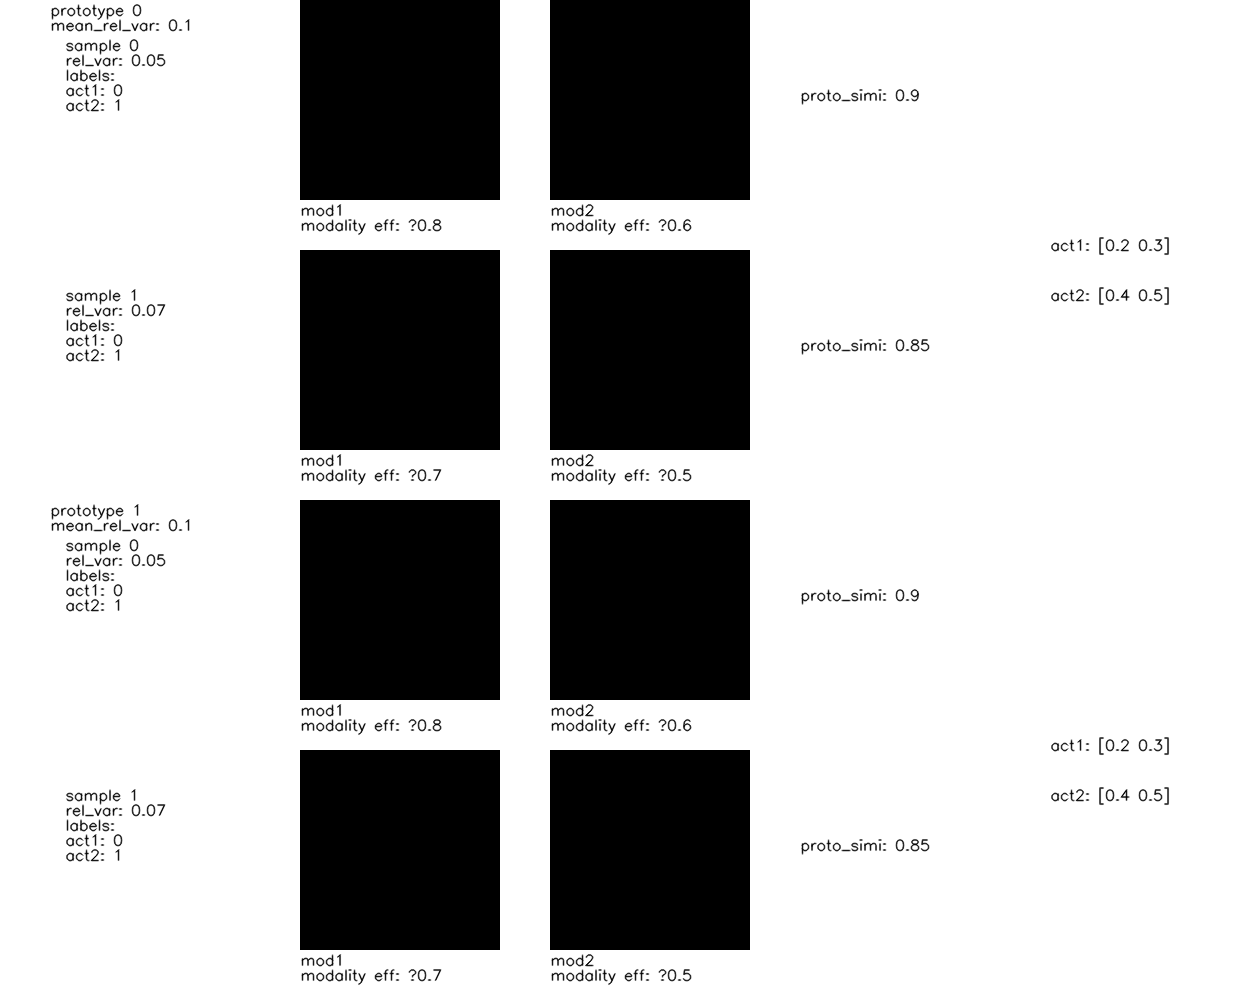 prototype 0
mean_rel_var: 0.1
sample 0
rel_var: 0.05
labels:
act1: 0
act2: 1
proto_simi: 0.9
mod1
modality eff: ?0.8
mod2
modality eff: ?0.6
act1: [0.2 0.3]
act2: [0.4 0.5]
sample 1
rel_var: 0.07
labels:
act1: 0
act2: 1
proto_simi: 0.85
mod1
modality eff: ?0.7
mod2
modality eff: ?0.5
prototype 1
mean_rel_var: 0.1
sample 0
rel_var: 0.05
labels:
act1: 0
act2: 1
proto_simi: 0.9
mod1
modality eff: ?0.8
mod2
modality eff: ?0.6
act1: [0.2 0.3]
act2: [0.4 0.5]
sample 1
rel_var: 0.07
labels:
act1: 0
act2: 1
proto_simi: 0.85
mod1
modality eff: ?0.7
mod2
modality eff: ?0.5